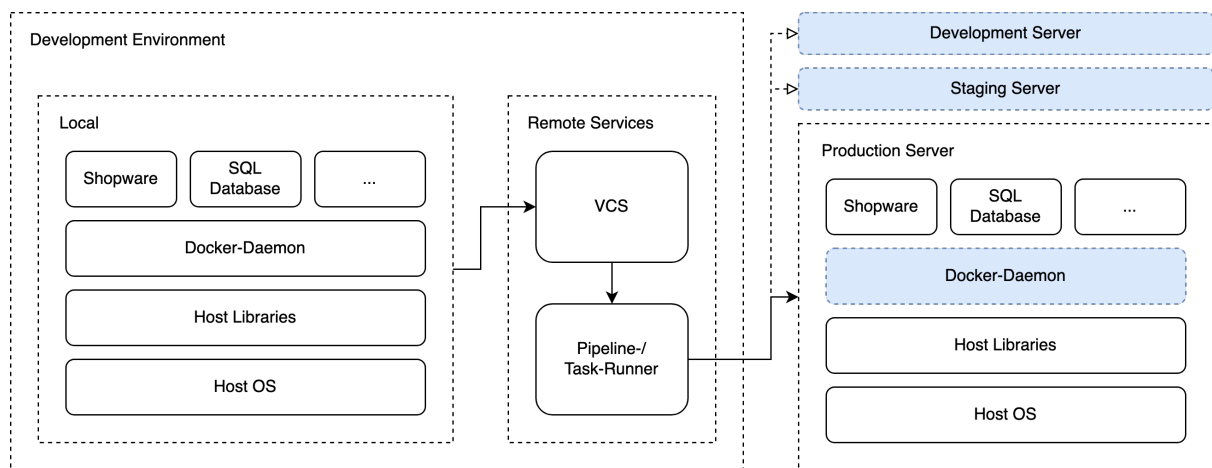 Development Environment
Local
Shopware
SQL
Database
...
Docker-Daemon
Host Libraries
Host OS
Remote Services
VCS
Pipeline-/
Task-Runner
Development Server
Staging Server
Production Server
Shopware
SQL
Database
...
Docker-Daemon
Host Libraries
Host OS